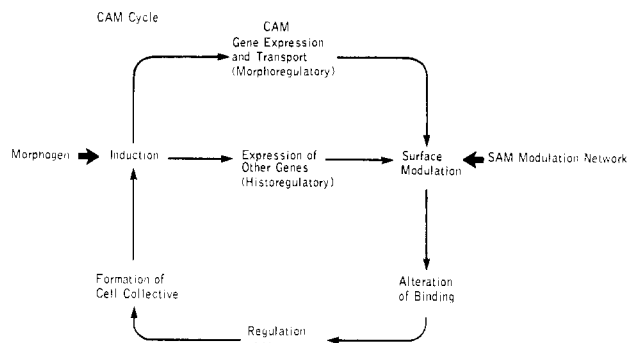 CAM Cycle
CAM
Gene Expression
and Transport
(Morphoregulatory)
Morphogen
Induction
Expression of
Other Genes
(Historegulatory)
Surface
Modulation
SAM Modulation Network
Formation of
Cell Collective
Alteration
of Binding
Regulation